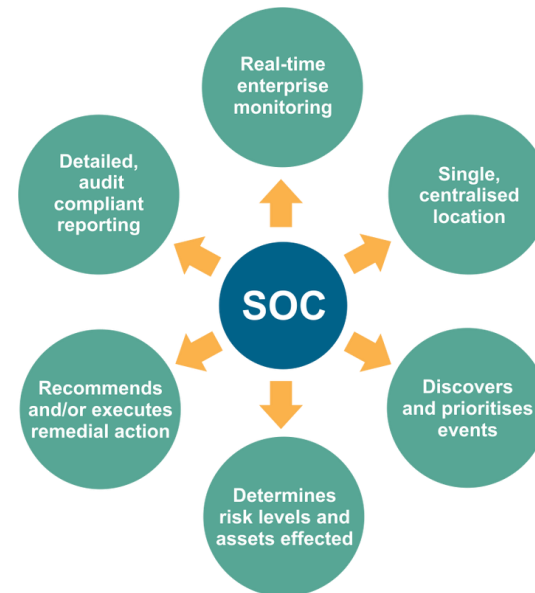 Real-time
enterprise
monitoring
Detailed,
audit
compliant
reporting
Single,
centralised
location
SOC
Recommends
and/or executes
remedial action
Discovers
and prioritises
events
Determines
risk levels and
assets effected